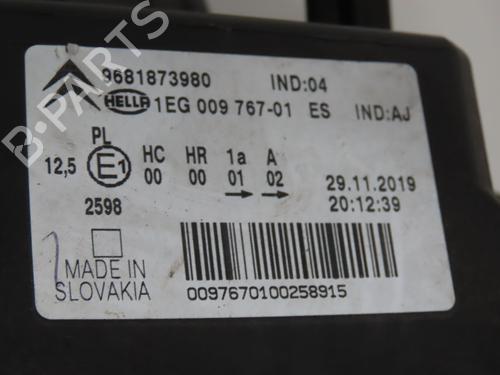 9681873980 IND:04
HELLA 1EG 009 767-01 ES IND:AJ
PL HC HR 1a A
12,5 E1 00 00 01 02 29.11.2019
2598 20:12:39
MADE IN
SLOVAKIA
0097670100258915
B-PARTS